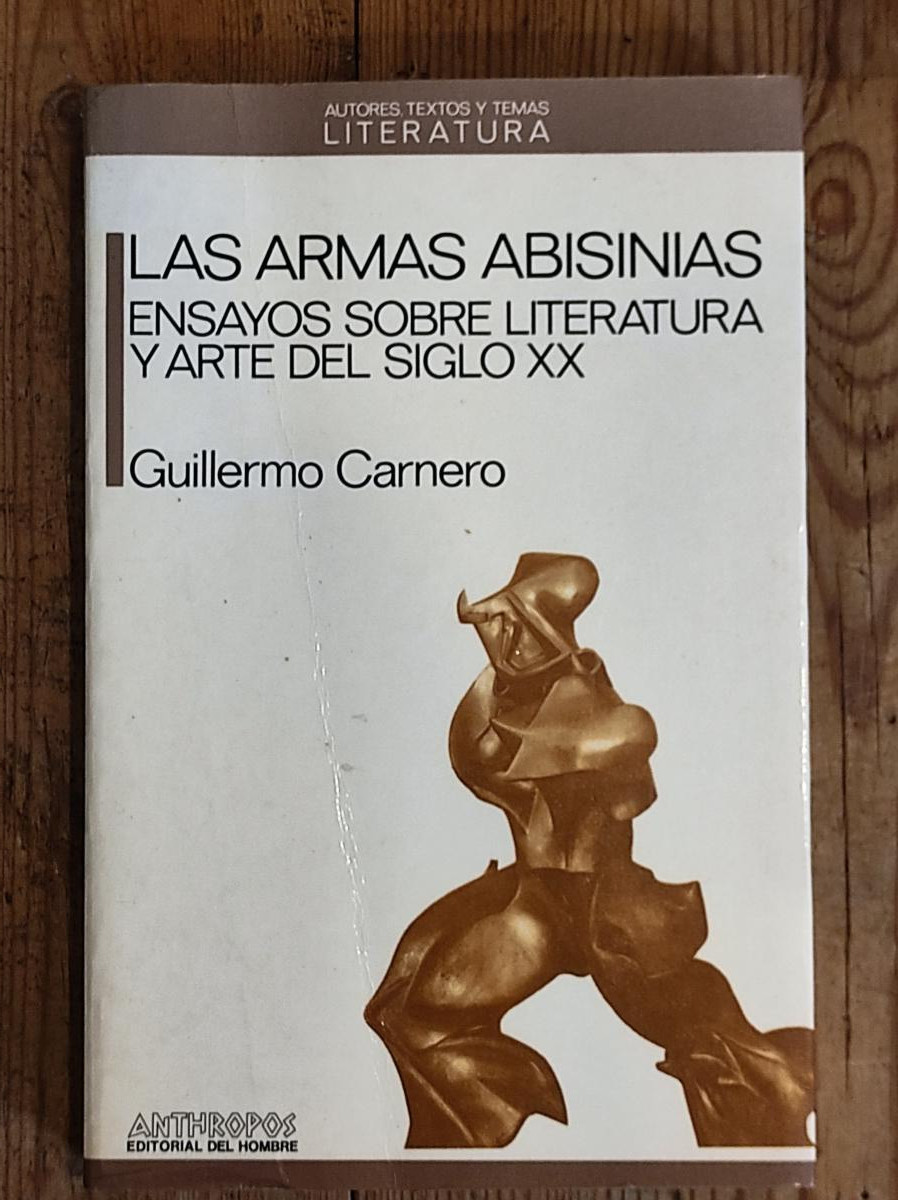 AUTORES, TEXTOS Y TEMAS
LITERATURA
LAS ARMAS ABISINIAS
ENSAYOS SOBRE LITERATURA
Y ARTE DEL SIGLO XX
Guillermo Carnero
ANTHROPOS
EDITORIAL DEL HOMBRE